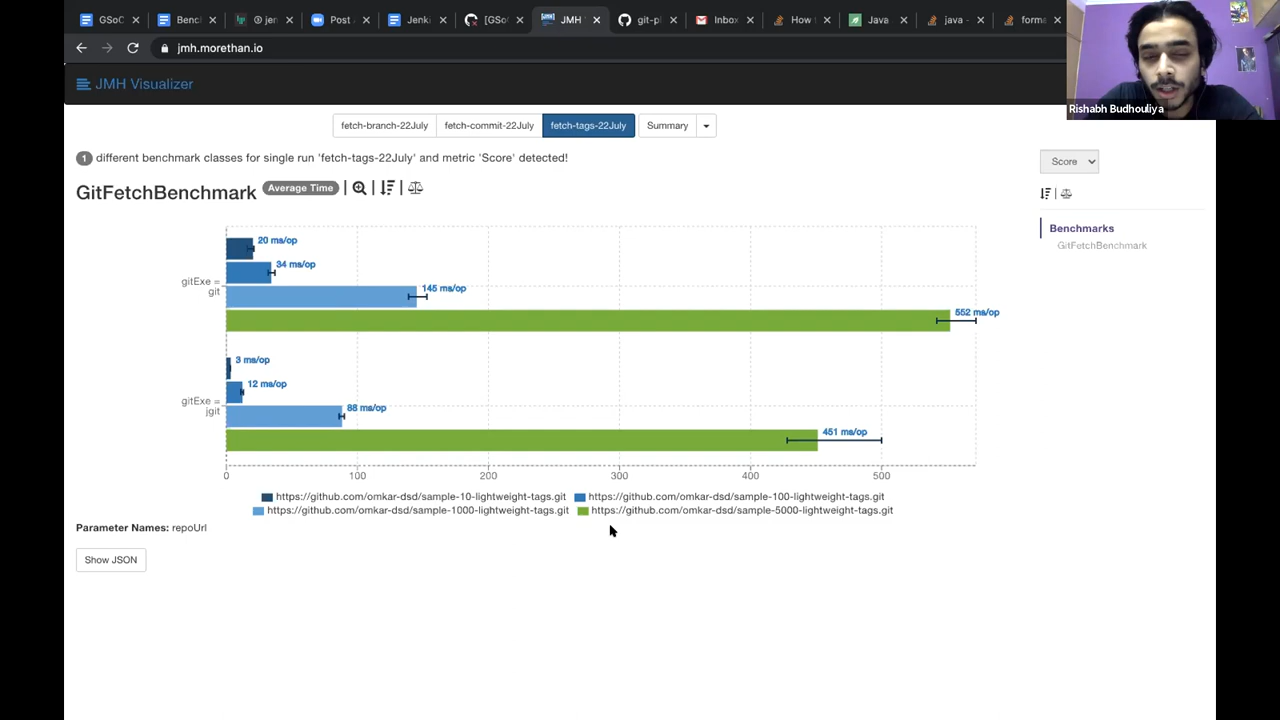 GSoC
Benc
jen
Post
Jenki
[GSo
JMH
git-pl
Inbox
How t
Java
java -
forma
jmh.morethan.io
Rishabh Budhouliya
JMH Visualizer
fetch-branch-22July
fetch-commit-22July
fetch-tags-22July
Summary
1 different benchmark classes for single run 'fetch-tags-22July' and metric 'Score' detected!
Score
GitFetchBenchmark Average Time
Benchmarks
GitFetchBenchmark
20 ms/op
34 ms/op
gitExe =
git
145 ms/op
552 ms/op
3 ms/op
12 ms/op
gitExe =
jgit
88 ms/op
451 ms/op
0 100 200 300 400 500
https://github.com/omkar-dsd/sample-10-lightweight-tags.git https://github.com/omkar-dsd/sample-100-lightweight-tags.git
https://github.com/omkar-dsd/sample-1000-lightweight-tags.git https://github.com/omkar-dsd/sample-5000-lightweight-tags.git
Parameter Names: repoUrl
Show JSON